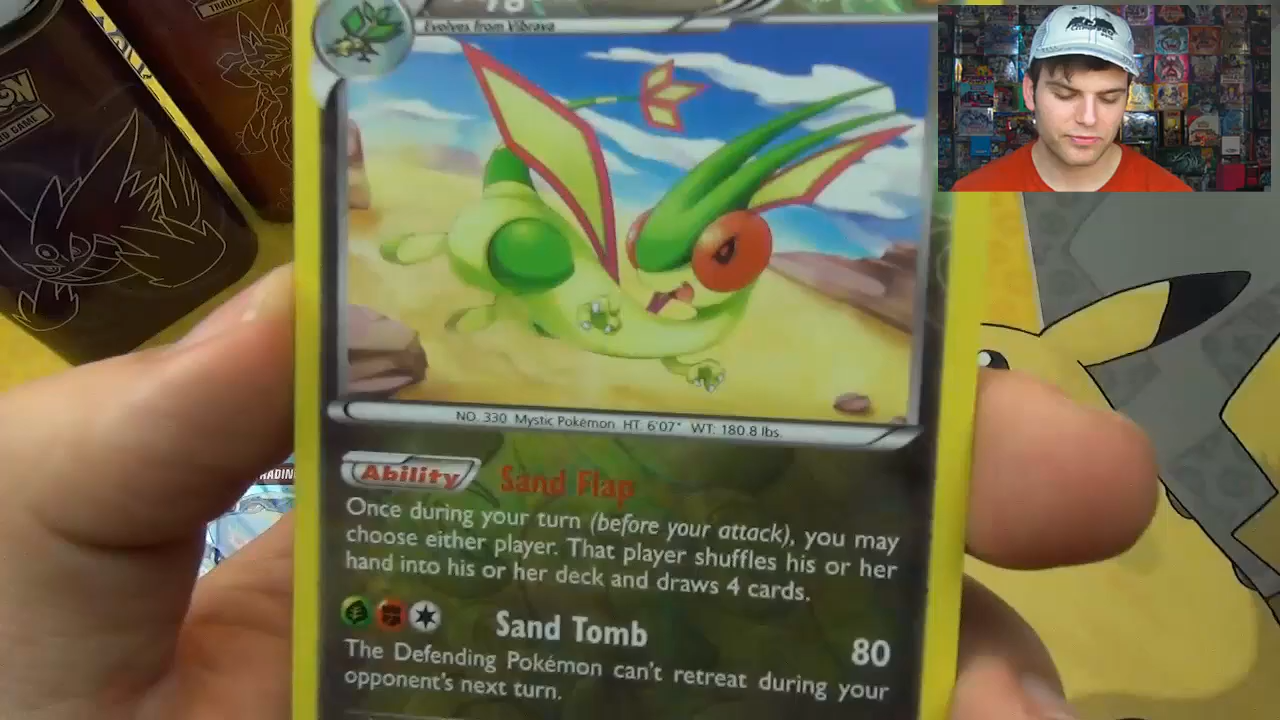 Evolves from Vibrava
NO. 330 Mystic Pokémon HT: 6'07" WT: 180.8 lbs.
Ability Sand Flap
Once during your turn (before your attack), you may
choose either player. That player shuffles his or her
hand into his or her deck and draws 4 cards.
Sand Tomb 80
The Defending Pokémon can't retreat during your
opponent's next turn.